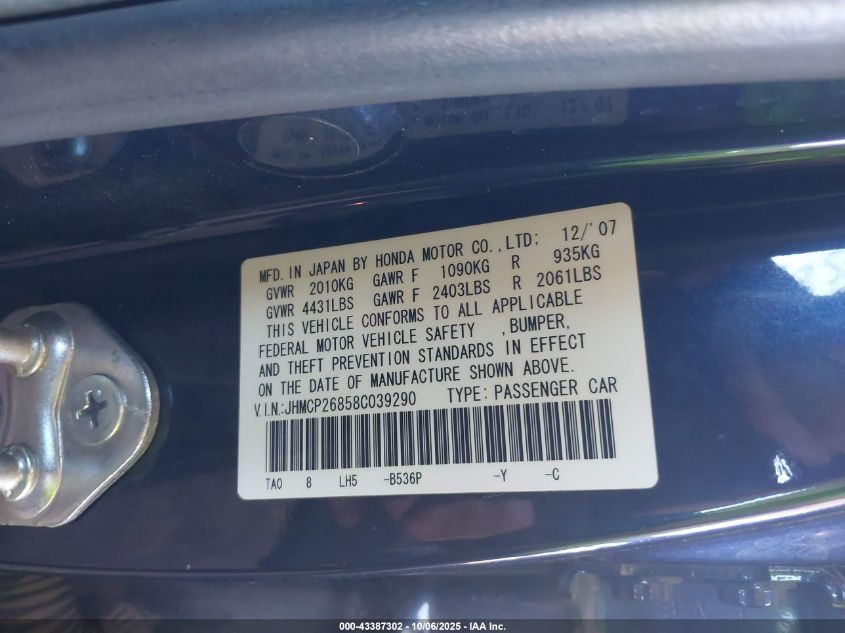 MFD. IN JAPAN BY HONDA MOTOR CO.,LTD; 12/'07
GVWR 2010KG GAWR F 1090KG R 935KG
GVWR 4431LBS GAWR F 2403LBS R 2061LBS
THIS VEHICLE CONFORMS TO ALL APPLICABLE
FEDERAL MOTOR VEHICLE SAFETY ,BUMPER,
AND THEFT PREVENTION STANDARDS IN EFFECT
ON THE DATE OF MANUFACTURE SHOWN ABOVE.
V.I.N.:JHMCP26858C039290 TYPE: PASSENGER CAR
TA0 8 LH5 -B536P -Y -C
000-43387302 - 10/06/2025 - IAA Inc.